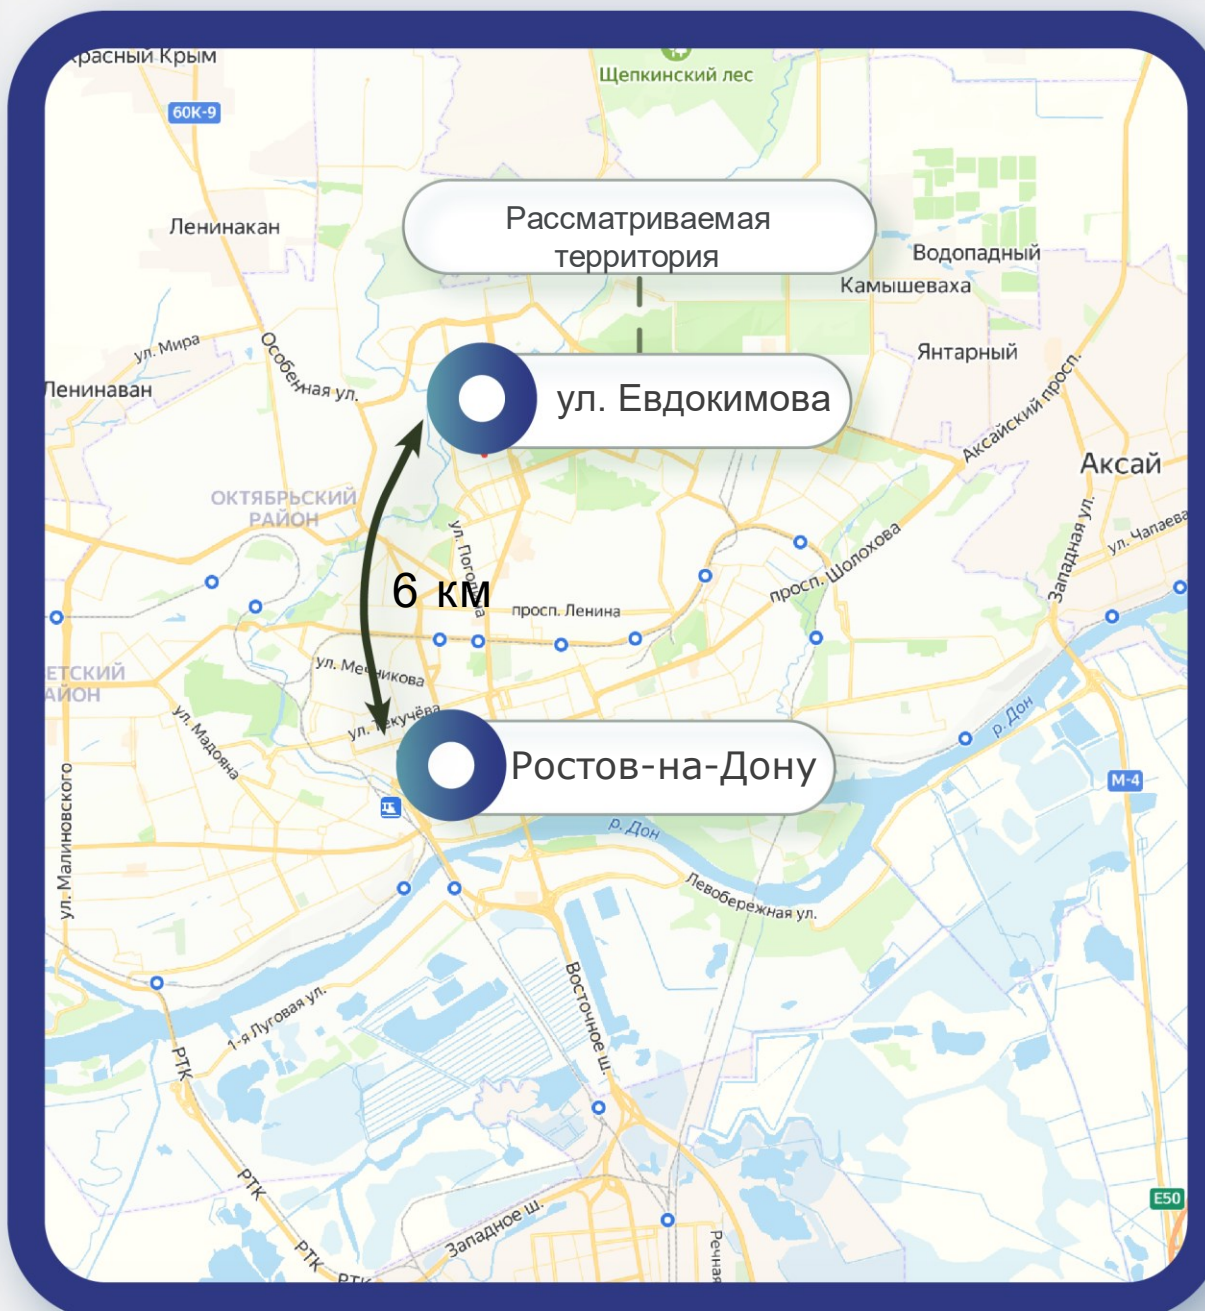 Красный Крым
Щепкинский лес
60К-9
Рассматриваемая
территория
Ленинакан
Водопадный
Камышеваха
ул. Мира
Особенная ул.
Янтарный
Ленинаван
ул. Евдокимова
Аксайский просп.
Аксай
ОКТЯБРЬСКИЙ
РАЙОН
Западная ул.
ул. Чапаева
ул. Погодина
просп. Шолохова
6 км
просп. Ленина
ЕТСКИЙ
АЙОН
ул. Мечникова
ул. Мадояна
ул. Текучёва
р. Дон
Ростов-на-Дону
М-4
ул. Малиновского
р. Дон
Левобережная ул.
Восточное ш.
1-я Луговая ул.
РТК
РТК
Западное ш.
Е50
РТК
РТК
Речная